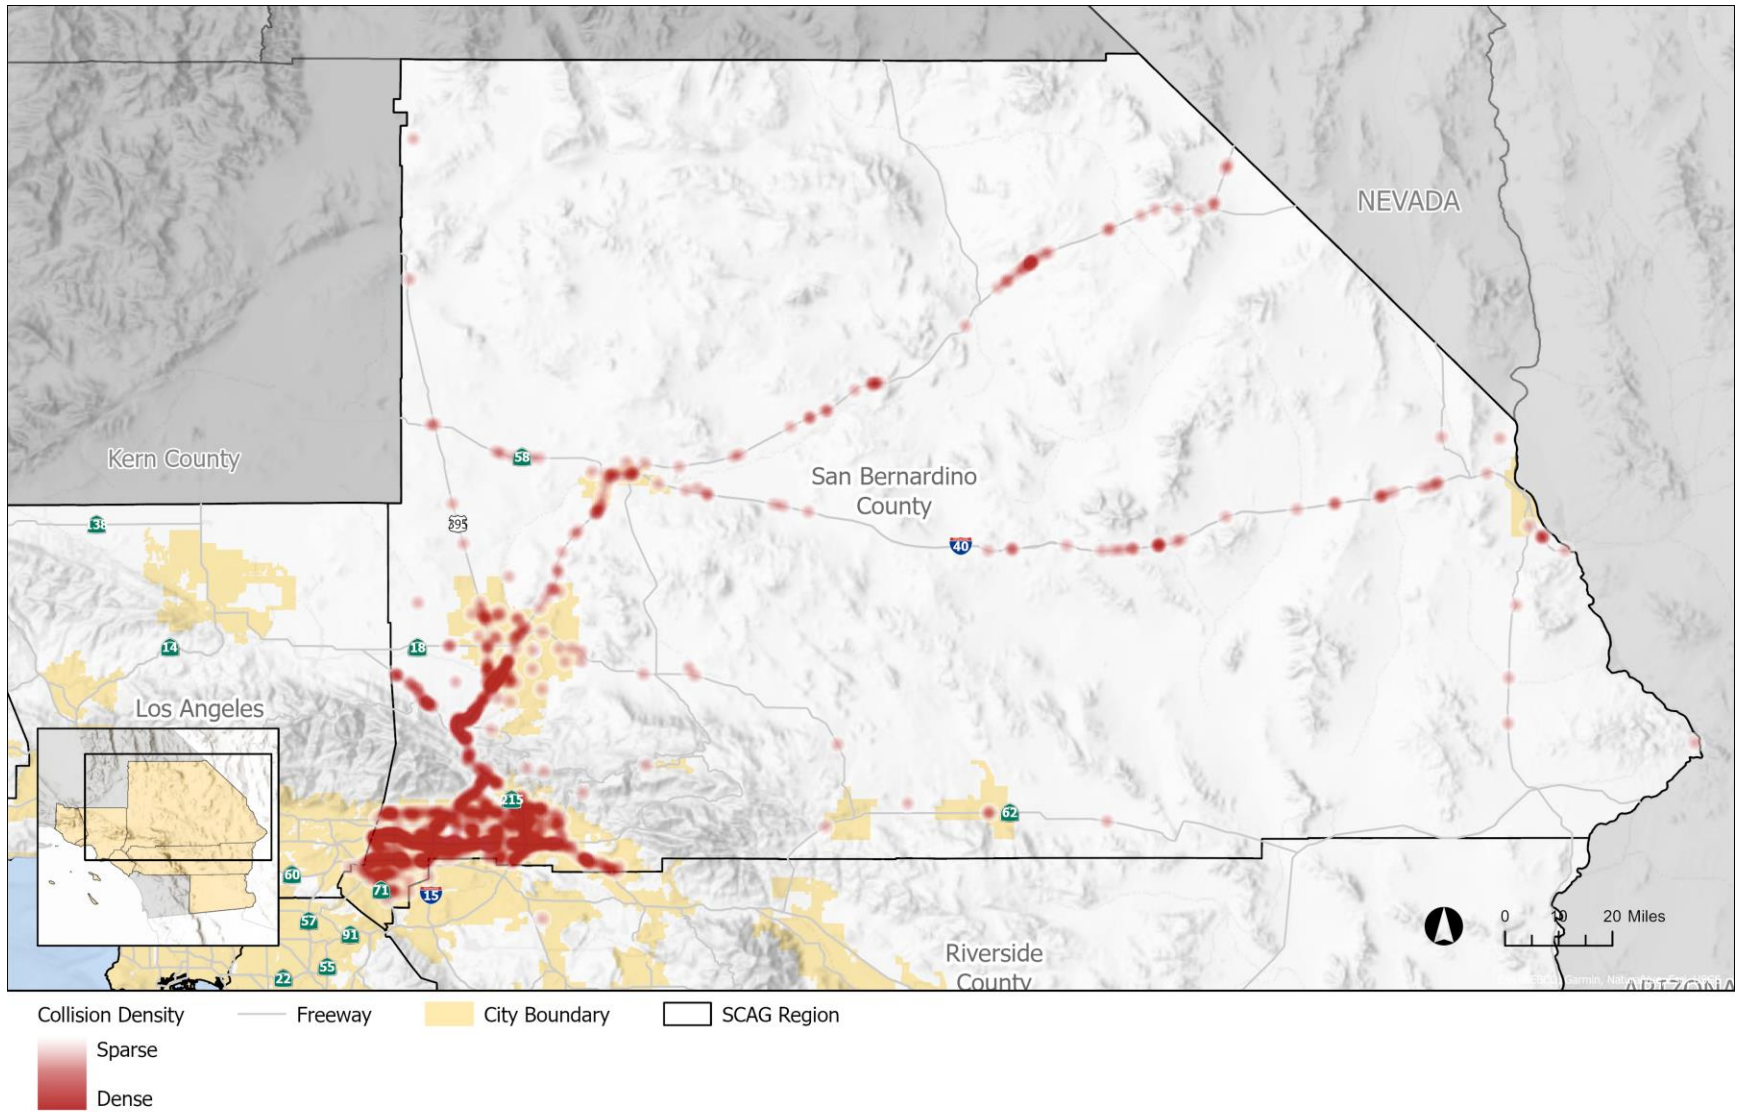 NEVADA
Kern County
58
San Bernardino
County
395
138
40
14
18
Los Angeles
215
62
60
71
15
57
91
55
22
Riverside
County
0 10 20 Miles
ARIZONA
Collision Density
Freeway
City Boundary
SCAG Region
Sparse
Dense